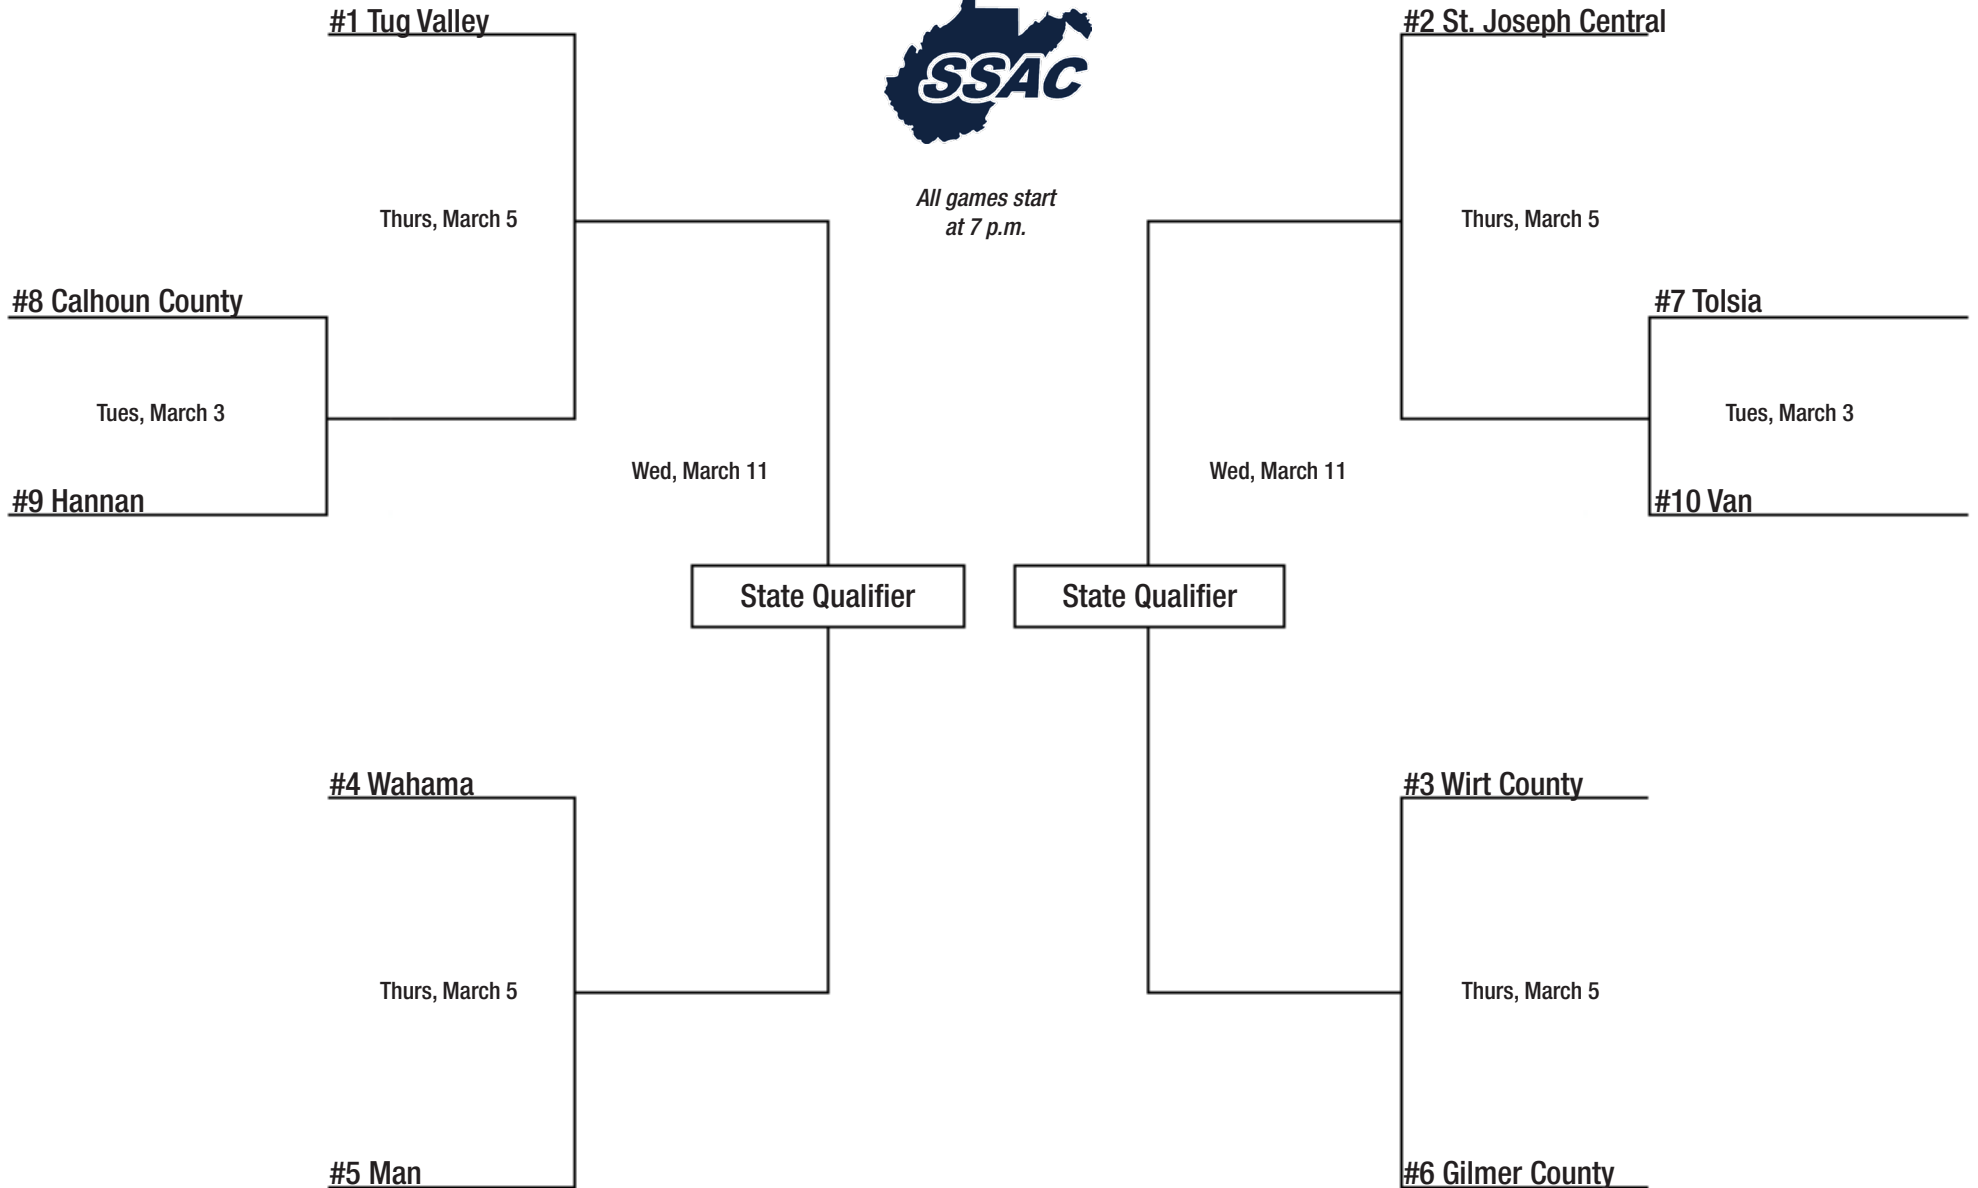 #1 Tug Valley
#2 St. Joseph Central
SSAC
All games start
at 7 p.m.
Thurs, March 5
Thurs, March 5
#8 Calhoun County
#7 Tolsia
Tues, March 3
Tues, March 3
Wed, March 11
Wed, March 11
#9 Hannan
#10 Van
State Qualifier
State Qualifier
#4 Wahama
#3 Wirt County
Thurs, March 5
Thurs, March 5
#5 Man
#6 Gilmer County